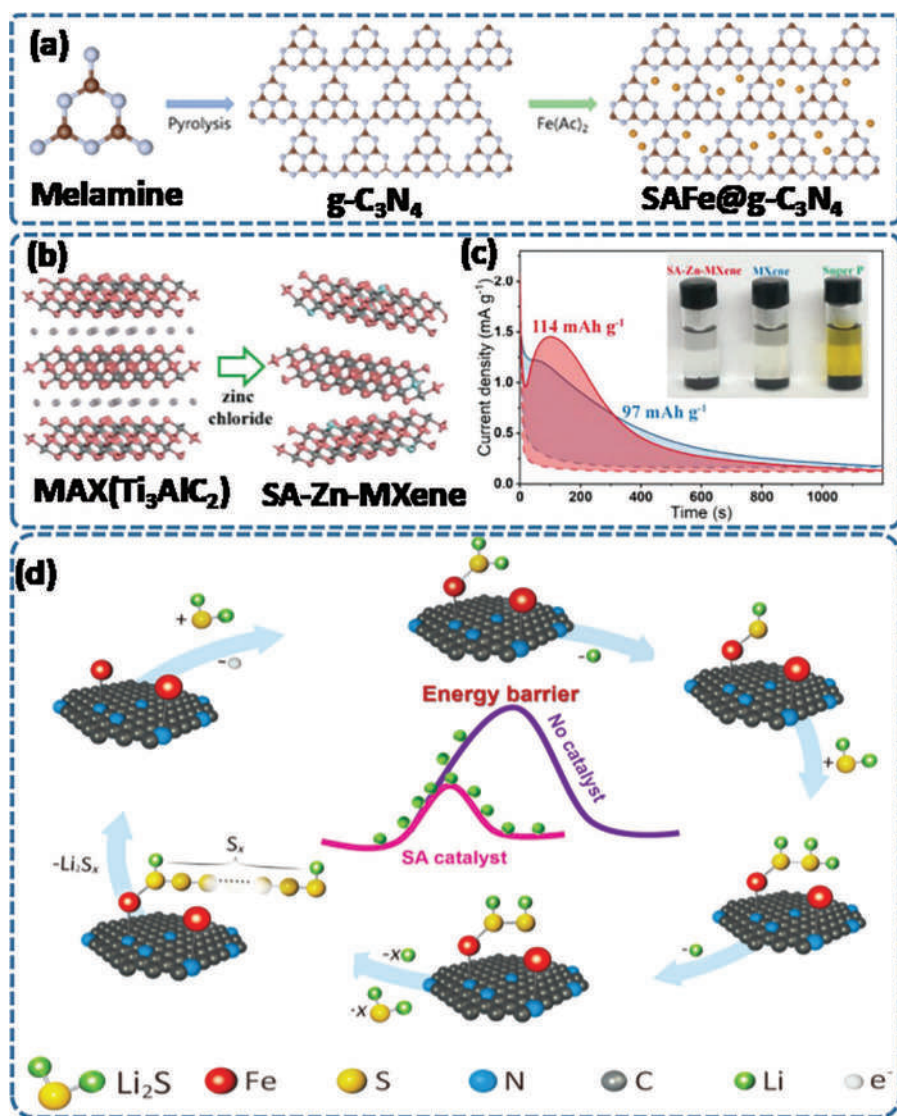 (a)
Pyrolysis
Fe(Ac)₂
Melamine
g-C₃N₄
SAFe@g-C₃N₄
(b)
zinc
chloride
MAX(Ti₃AlC₂)
SA-Zn-MXene
(c)
SA-Zn-MXene MXene Super P
114 mAh g⁻¹
97 mAh g⁻¹
Current density (mA g⁻¹)
2.0
1.5
1.0
0.5
0.0
0 200 400 600 800 1000
Time (s)
(d)
+
-
-
Energy barrier
No catalyst
SA catalyst
+
-Li₂Sₓ
Sₓ
......
-
-x
·x
Li₂S Fe S N C Li e⁻